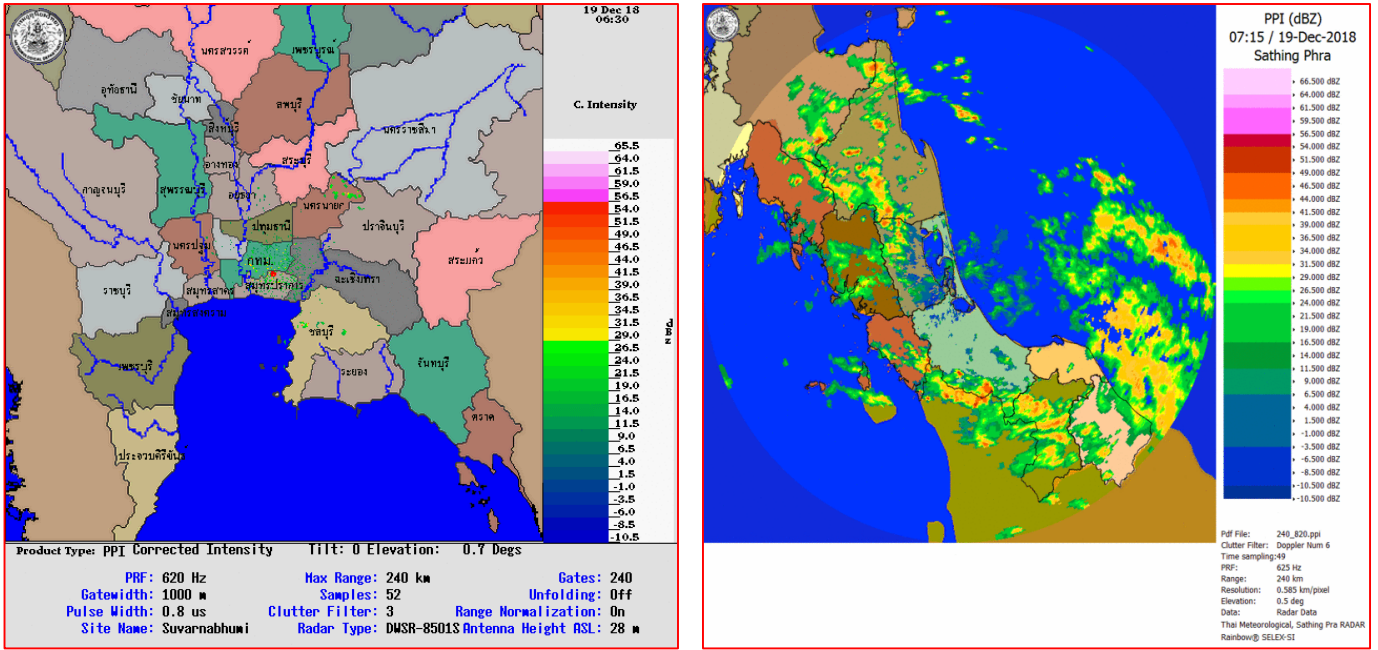 19 Dec 18
06:30
C. Intensity
65.5
64.0
61.5
59.0
56.5
54.0
51.5
49.0
46.5
44.0
41.5
39.0
36.5
34.5
31.5
29.0
26.5
24.0
21.5
19.0
16.5
14.0
11.5
9.0
6.5
4.0
1.5
-1.0
-3.5
-6.0
-8.5
-10.5
นครสวรรค์
เพชรบูรณ์
อุทัยธานี
ชัยนาท
ลพบุรี
สิงห์บุรี
นครราชสีมา
อ่างทอง
สระบุรี
กาญจนบุรี
สุพรรณบุรี
อยุธยา
นครนายก
ปทุมธานี
ปราจีนบุรี
นครปฐม
กทม.
สระแก้ว
ฉะเชิงเทรา
ราชบุรี
สมุทรสาคร
สมุทรปราการ
สมุทรสงคราม
ชลบุรี
เพชรบุรี
ระยอง
จันทบุรี
ตราด
ประจวบคีรีขันธ์
Product Type: PPI Corrected Intensity Tilt: 0 Elevation: 0.7 Degs
PRF: 620 Hz Max Range: 240 km Gates: 240
Gatewidth: 1000 m Samples: 52 Unfolding: Off
Pulse Width: 0.8 us Clutter Filter: 3 Range Normalization: On
Site Name: Suvarnabhumi Radar Type: DWSR-8501S Antenna Height ASL: 28 m
PPI (dBZ)
07:15 / 19-Dec-2018
Sathing Phra
66.500 dBZ
64.000 dBZ
61.500 dBZ
59.500 dBZ
56.500 dBZ
54.000 dBZ
51.500 dBZ
49.000 dBZ
46.500 dBZ
44.000 dBZ
41.500 dBZ
39.000 dBZ
36.500 dBZ
34.000 dBZ
31.500 dBZ
29.000 dBZ
26.500 dBZ
24.000 dBZ
21.500 dBZ
19.000 dBZ
16.500 dBZ
14.000 dBZ
11.500 dBZ
9.000 dBZ
6.500 dBZ
4.000 dBZ
1.500 dBZ
-1.000 dBZ
-3.500 dBZ
-6.500 dBZ
-8.500 dBZ
-10.500 dBZ
-10.500 dBZ
Pdf File: 240_820.ppi
Clutter Filter: Doppler Num 6
Time sampling:49
PRF: 625 Hz
Range: 240 km
Resolution: 0.585 km/pixel
Elevation: 0.5 deg
Data: Radar Data
Thai Meteorological, Sathing Pra RADAR
Rainbow® SELEX-SI